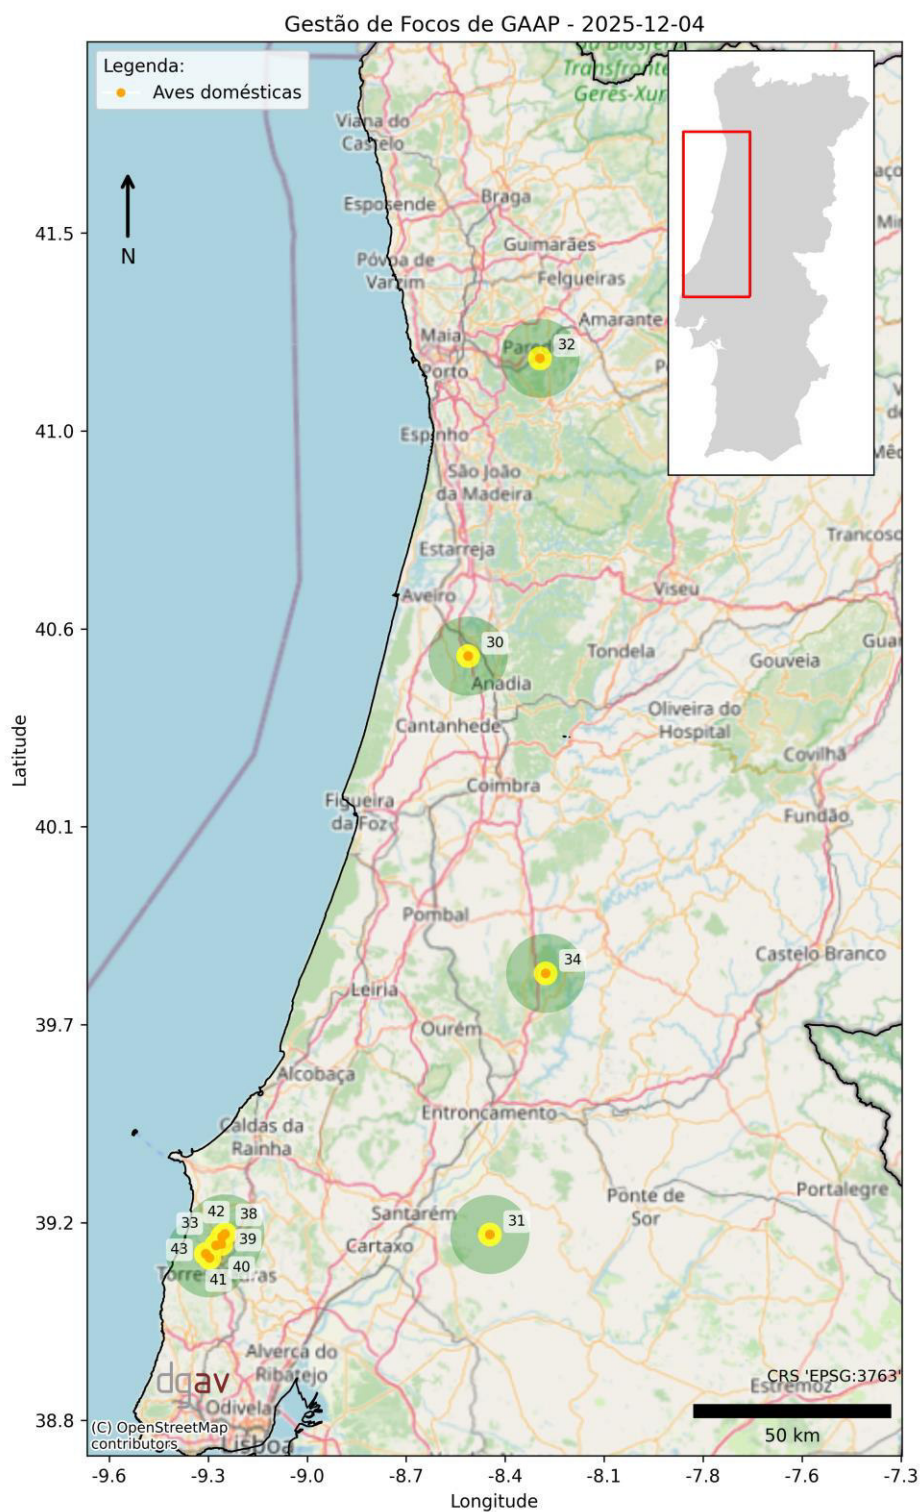 Gestão de Focos de GAAP - 2025-12-04
Legenda:
Aves domésticas
N
Transfronte
Gerês-Xur
Viana do
Castelo
Esposende
Braga
Guimarães
Póvoa de
Varzim
Felgueiras
Amarante
Maia
32
Porto
Espinho
São João
da Madeira
Estarreja
Trancoso
Aveiro
Viseu
30
Tondela
Gouveia
Guar
Anadia
Cantanhede
Oliveira do
Hospital
Covilhã
Coimbra
Figueira
da Foz
Fundão
Pombal
34
Castelo Branco
Leiria
Ourém
Alcobaça
Entroncamento
Caldas da
Rainha
Ponte de
Sor
Portalegre
Santarém
Cartaxo
31
42
38
33
39
43
40
41
Alverca do
Ribatejo
dgav
Odivela
Lisboa
Estremoz
CRS 'EPSG:3763'
50 km
(C) OpenStreetMap
contributors
41.5
41.0
40.6
40.1
39.7
39.2
38.8
Latitude
-9.6
-9.3
-9.0
-8.7
-8.4
-8.1
-7.8
-7.6
-7.3
Longitude